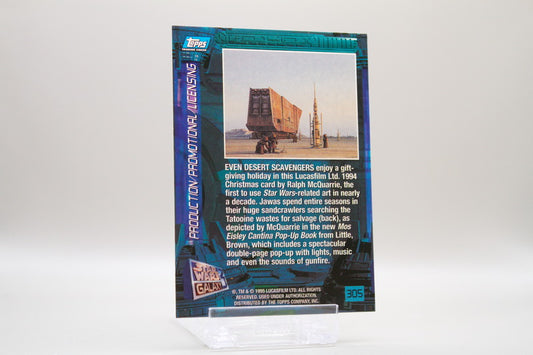 TOPPS
PRODUCTION/PROMOTIONAL/LICENSING
EVEN DESERT SCAVENGERS enjoy a gift-
giving holiday in this Lucasfilm Ltd. 1994
Christmas card by Ralph McQuarrie, the
first to use Star Wars-related art in nearly
a decade. Jawas spend entire seasons in
their huge sandcrawlers searching the
Tatooine wastes for salvage (back), as
depicted by McQuarrie in the new Mos
Eisley Cantina Pop-Up Book from Little,
Brown, which includes a spectacular
double-page pop-up with lights, music
and even the sounds of gunfire.
WARS
GALAXY
®, TM & © 1995 LUCASFILM LTD. ALL RIGHTS
RESERVED. USED UNDER AUTHORIZATION.
DISTRIBUTED BY THE TOPPS COMPANY, INC.
305